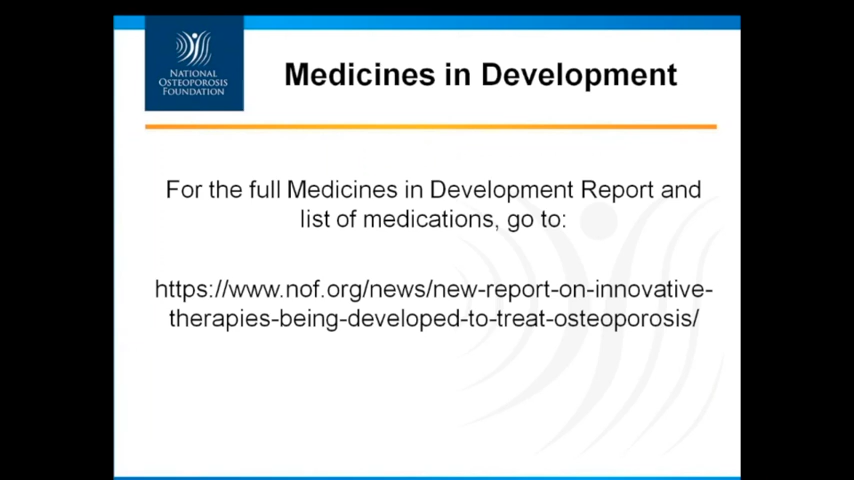 NATIONAL
OSTEOPOROSIS
FOUNDATION
Medicines in Development
For the full Medicines in Development Report and
list of medications, go to:
https://www.nof.org/news/new-report-on-innovative-
therapies-being-developed-to-treat-osteoporosis/